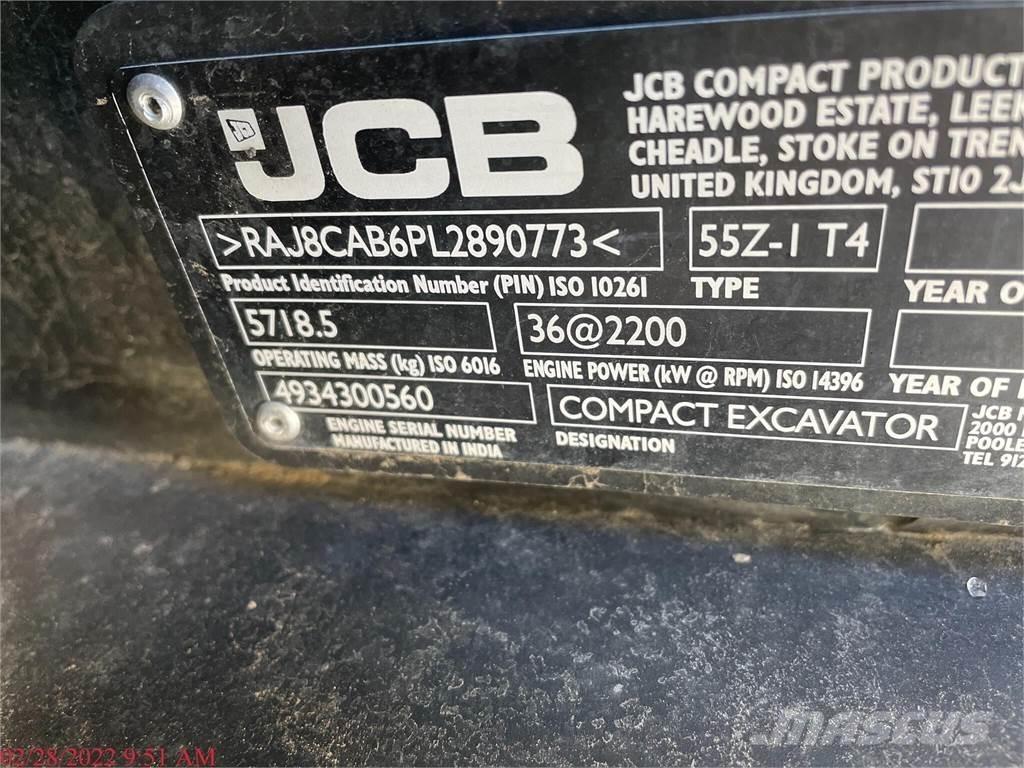 JCB
JCB COMPACT PRODUCT
HAREWOOD ESTATE, LEEK
CHEADLE, STOKE ON TREN
UNITED KINGDOM, ST10 2J
>RAJ8CAB6PL2890773<
55Z-1 T4
Product Identification Number (PIN) ISO 10261
TYPE
YEAR O
5718.5
36@2200
OPERATING MASS (kg) ISO 6016
ENGINE POWER (kW @ RPM) ISO 14396
YEAR OF
4934300560
COMPACT EXCAVATOR
ENGINE SERIAL NUMBER
MANUFACTURED IN INDIA
DESIGNATION
JCB
2000
POOLE
TEL 912
MASCUS
02/28/2022 9:51 AM